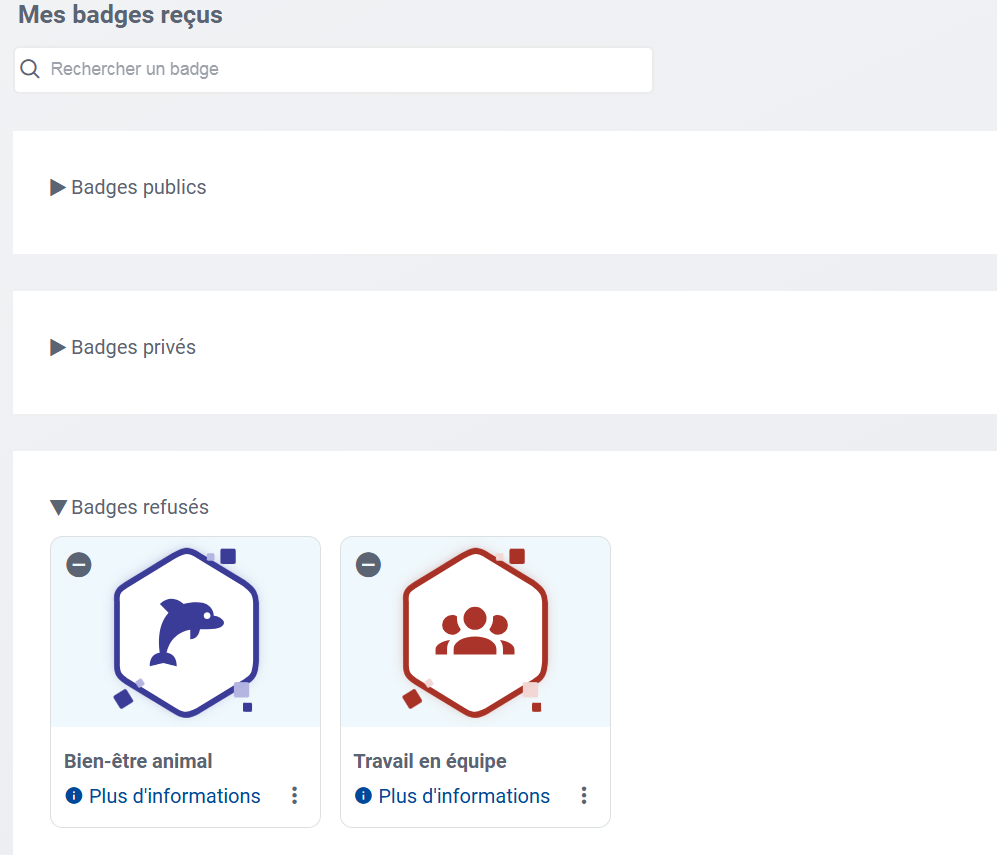 Mes badges reçus
Rechercher un badge
Badges publics
Badges privés
Badges refusés
Bien-être animal
Plus d'informations
Travail en équipe
Plus d'informations